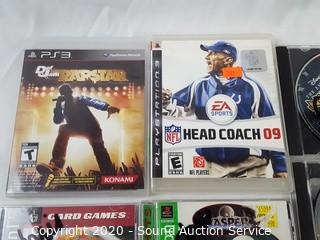 PS3
Def Jam
RAPSTAR
T
KONAMI
PLAYSTATION 3
EA
SPORTS
NFL HEAD COACH 09
E
NFL PLAYERS
CARD GAMES
CASPER
Copyright 2020 - Sound Auction Service